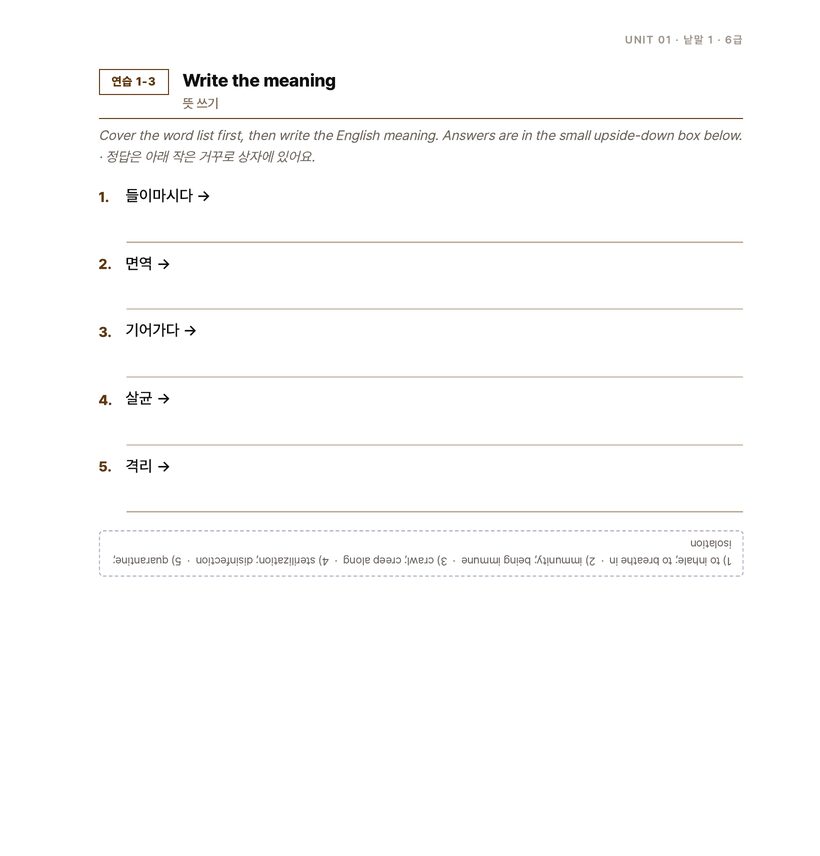 UNIT 01 · 낱말 1 · 6급
연습 1-3
Write the meaning
뜻 쓰기
Cover the word list first, then write the English meaning. Answers are in the small upside-down box below.
· 정답은 아래 작은 거꾸로 상자에 있어요.
1. 들이마시다 →
2. 면역 →
3. 기어가다 →
4. 살균 →
5. 격리 →
1) to inhale; to breathe in · 2) immunity; being immune · 3) crawl; creep along · 4) sterilization; disinfection · 5) quarantine;
isolation